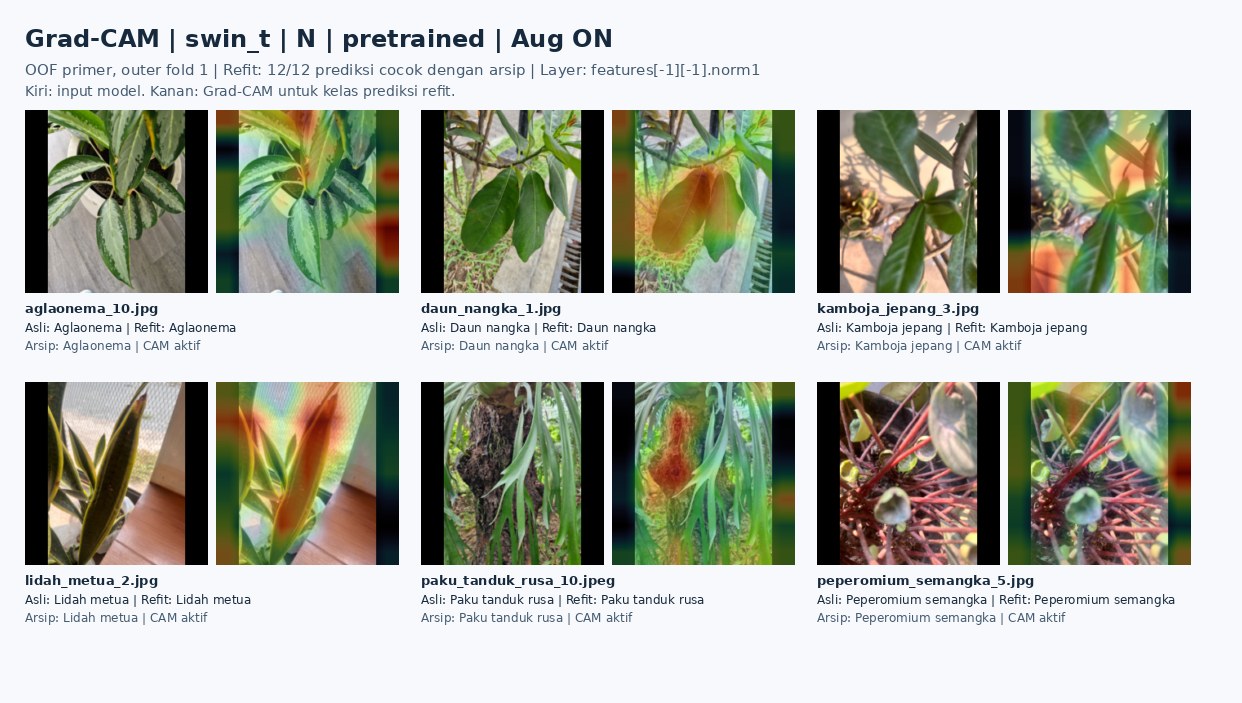 Grad-CAM | swin_t | N | pretrained | Aug ON
OOF primer, outer fold 1 | Refit: 12/12 prediksi cocok dengan arsip | Layer: features[-1][-1].norm1
Kiri: input model. Kanan: Grad-CAM untuk kelas prediksi refit.
aglaonema_10.jpg
Asli: Aglaonema | Refit: Aglaonema
Arsip: Aglaonema | CAM aktif
daun_nangka_1.jpg
Asli: Daun nangka | Refit: Daun nangka
Arsip: Daun nangka | CAM aktif
kamboja_jepang_3.jpg
Asli: Kamboja jepang | Refit: Kamboja jepang
Arsip: Kamboja jepang | CAM aktif
lidah_metua_2.jpg
Asli: Lidah metua | Refit: Lidah metua
Arsip: Lidah metua | CAM aktif
paku_tanduk_rusa_10.jpeg
Asli: Paku tanduk rusa | Refit: Paku tanduk rusa
Arsip: Paku tanduk rusa | CAM aktif
peperomium_semangka_5.jpg
Asli: Peperomium semangka | Refit: Peperomium semangka
Arsip: Peperomium semangka | CAM aktif